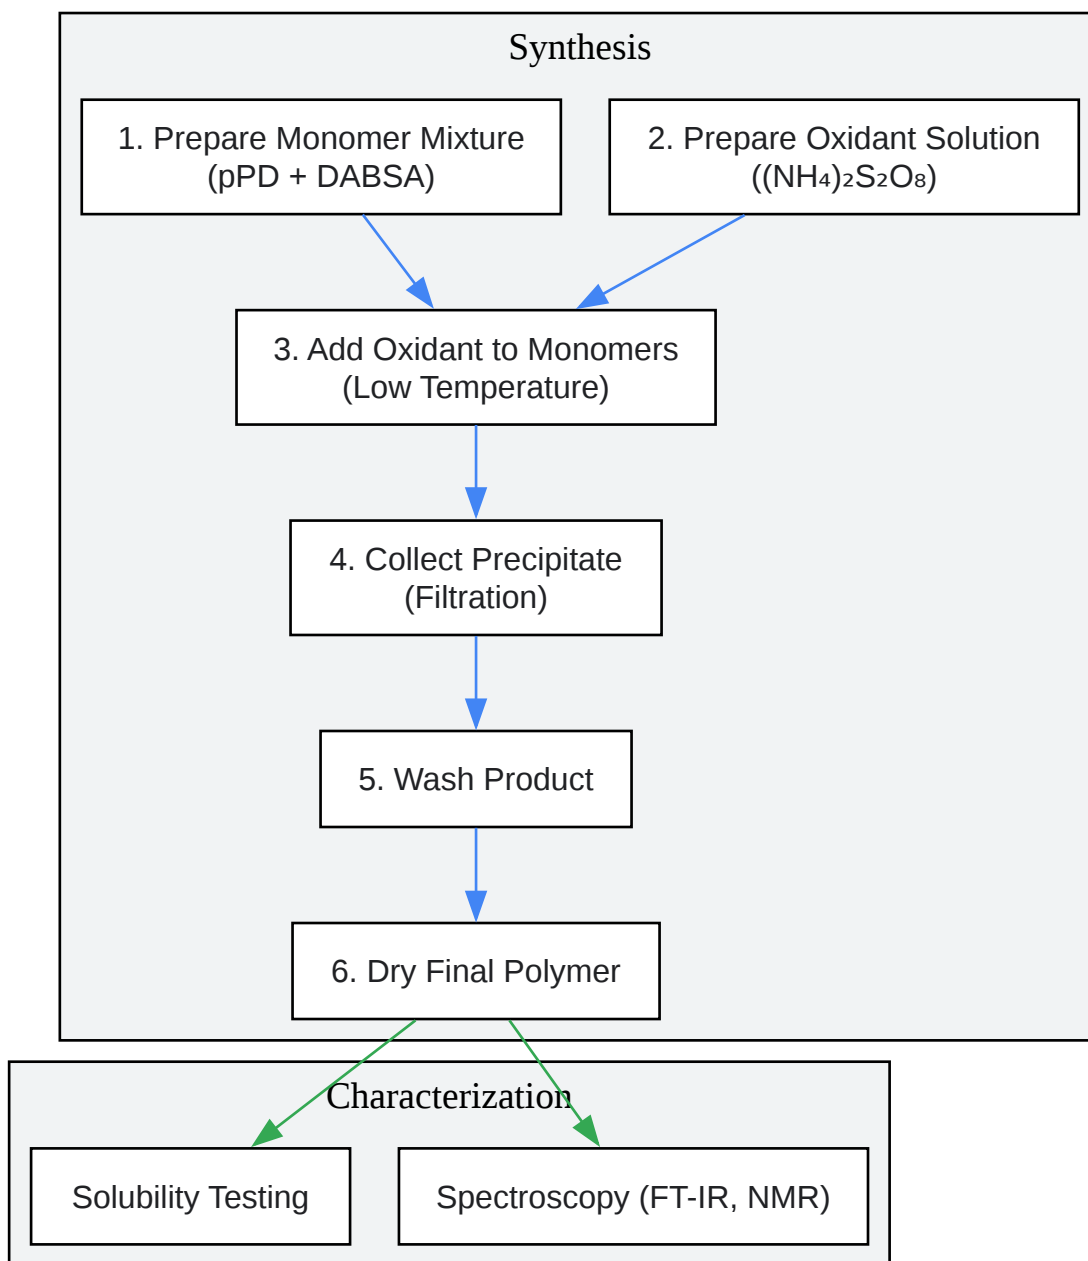 Synthesis
1. Prepare Monomer Mixture
(pPD + DABSA)
2. Prepare Oxidant Solution
((NH₄)₂S₂O₈)
3. Add Oxidant to Monomers
(Low Temperature)
4. Collect Precipitate
(Filtration)
5. Wash Product
6. Dry Final Polymer
Characterization
Solubility Testing
Spectroscopy (FT-IR, NMR)